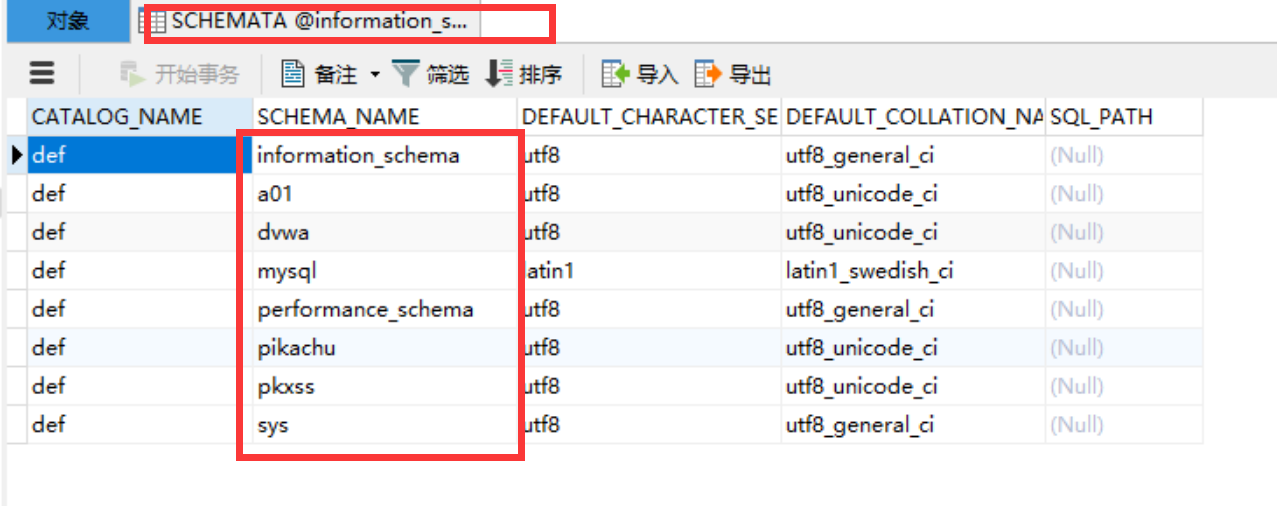 对象 SCHEMATA @information_s...
开始事务 备注 筛选 排序 导入 导出
CATALOG_NAME SCHEMA_NAME DEFAULT_CHARACTER_SE DEFAULT_COLLATION_NA SQL_PATH
def information_schema utf8 utf8_general_ci (Null)
def a01 utf8 utf8_unicode_ci (Null)
def dvwa utf8 utf8_unicode_ci (Null)
def mysql latin1 latin1_swedish_ci (Null)
def performance_schema utf8 utf8_general_ci (Null)
def pikachu utf8 utf8_unicode_ci (Null)
def pkxss utf8 utf8_unicode_ci (Null)
def sys utf8 utf8_general_ci (Null)